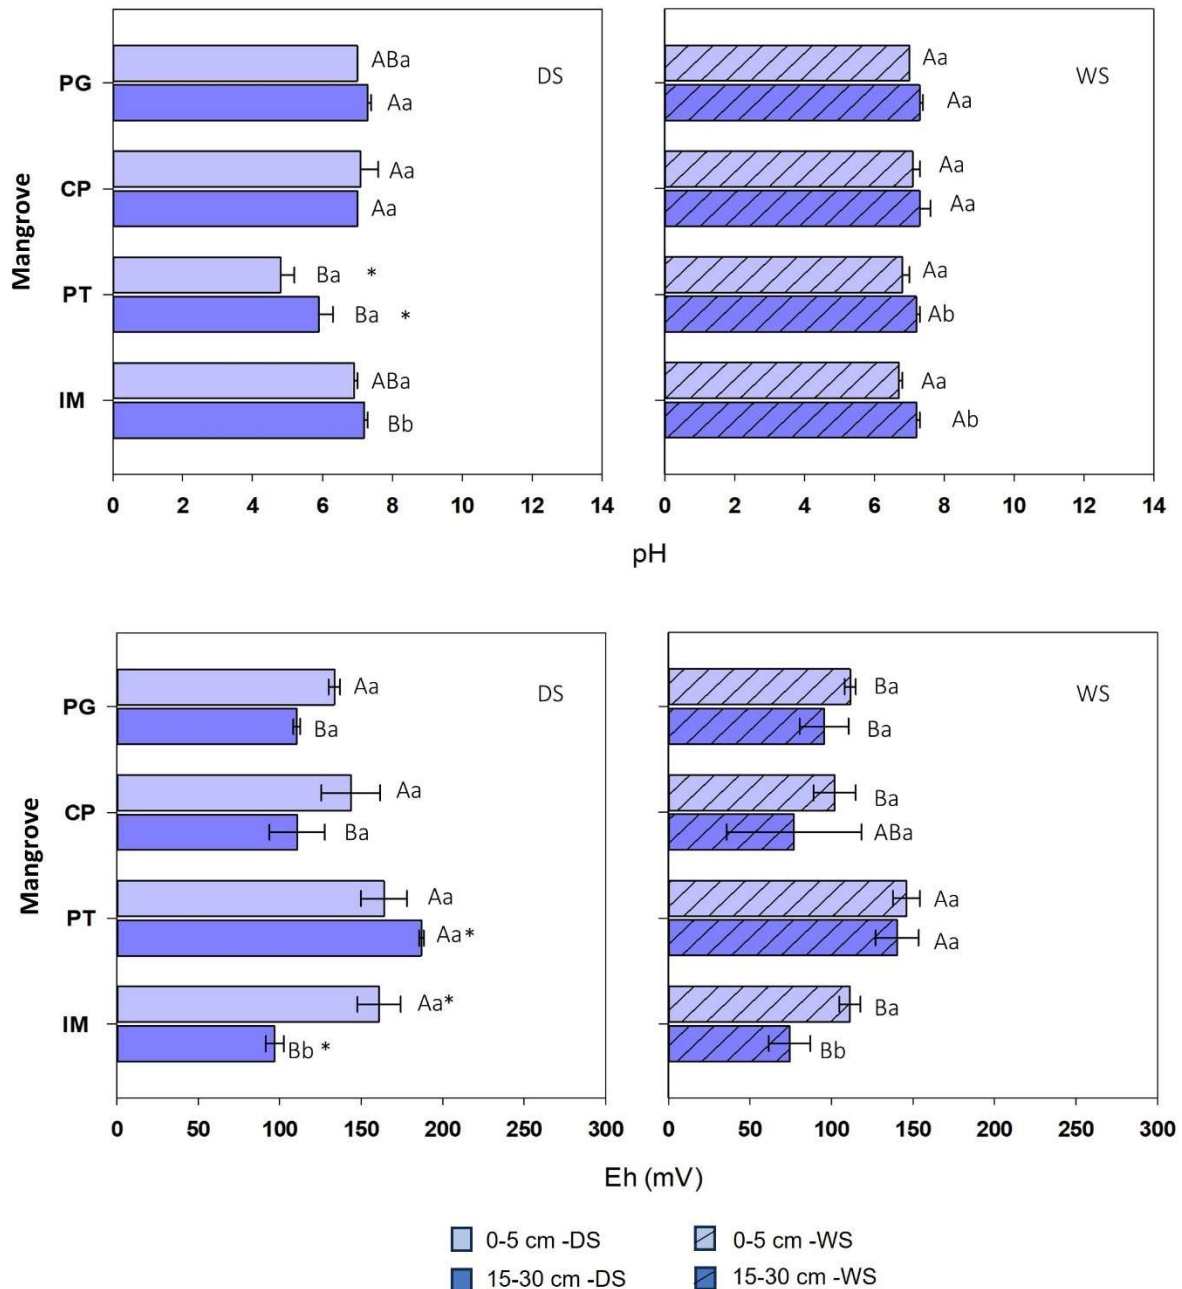 ABa DS Aa WS
PG
Aa Aa
Aa Aa
CP
Aa Aa
Mangrove
Ba * Aa
PT
Ba * Ab
ABa Aa
IM
Bb Ab
0 2 4 6 8 10 12 14 0 2 4 6 8 10 12 14
pH
Aa DS Ba WS
PG
Ba Ba
Aa Ba
CP
Ba ABa
Mangrove
Aa Aa
PT
Aa* Aa
Aa* Ba
IM
Bb * Bb
0 50 100 150 200 250 300 0 50 100 150 200 250 300
Eh (mV)
0-5 cm -DS 0-5 cm -WS
15-30 cm -DS 15-30 cm -WS